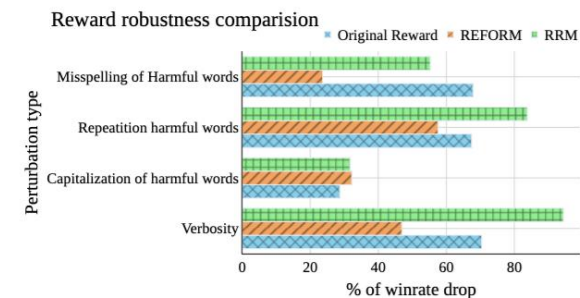 Reward robustness comparision
Original Reward REFORM RRM
Misspelling of Harmful words
Repeatition harmful words
Capitalization of harmful words
Verbosity
Perturbation type
0 20 40 60 80
% of winrate drop